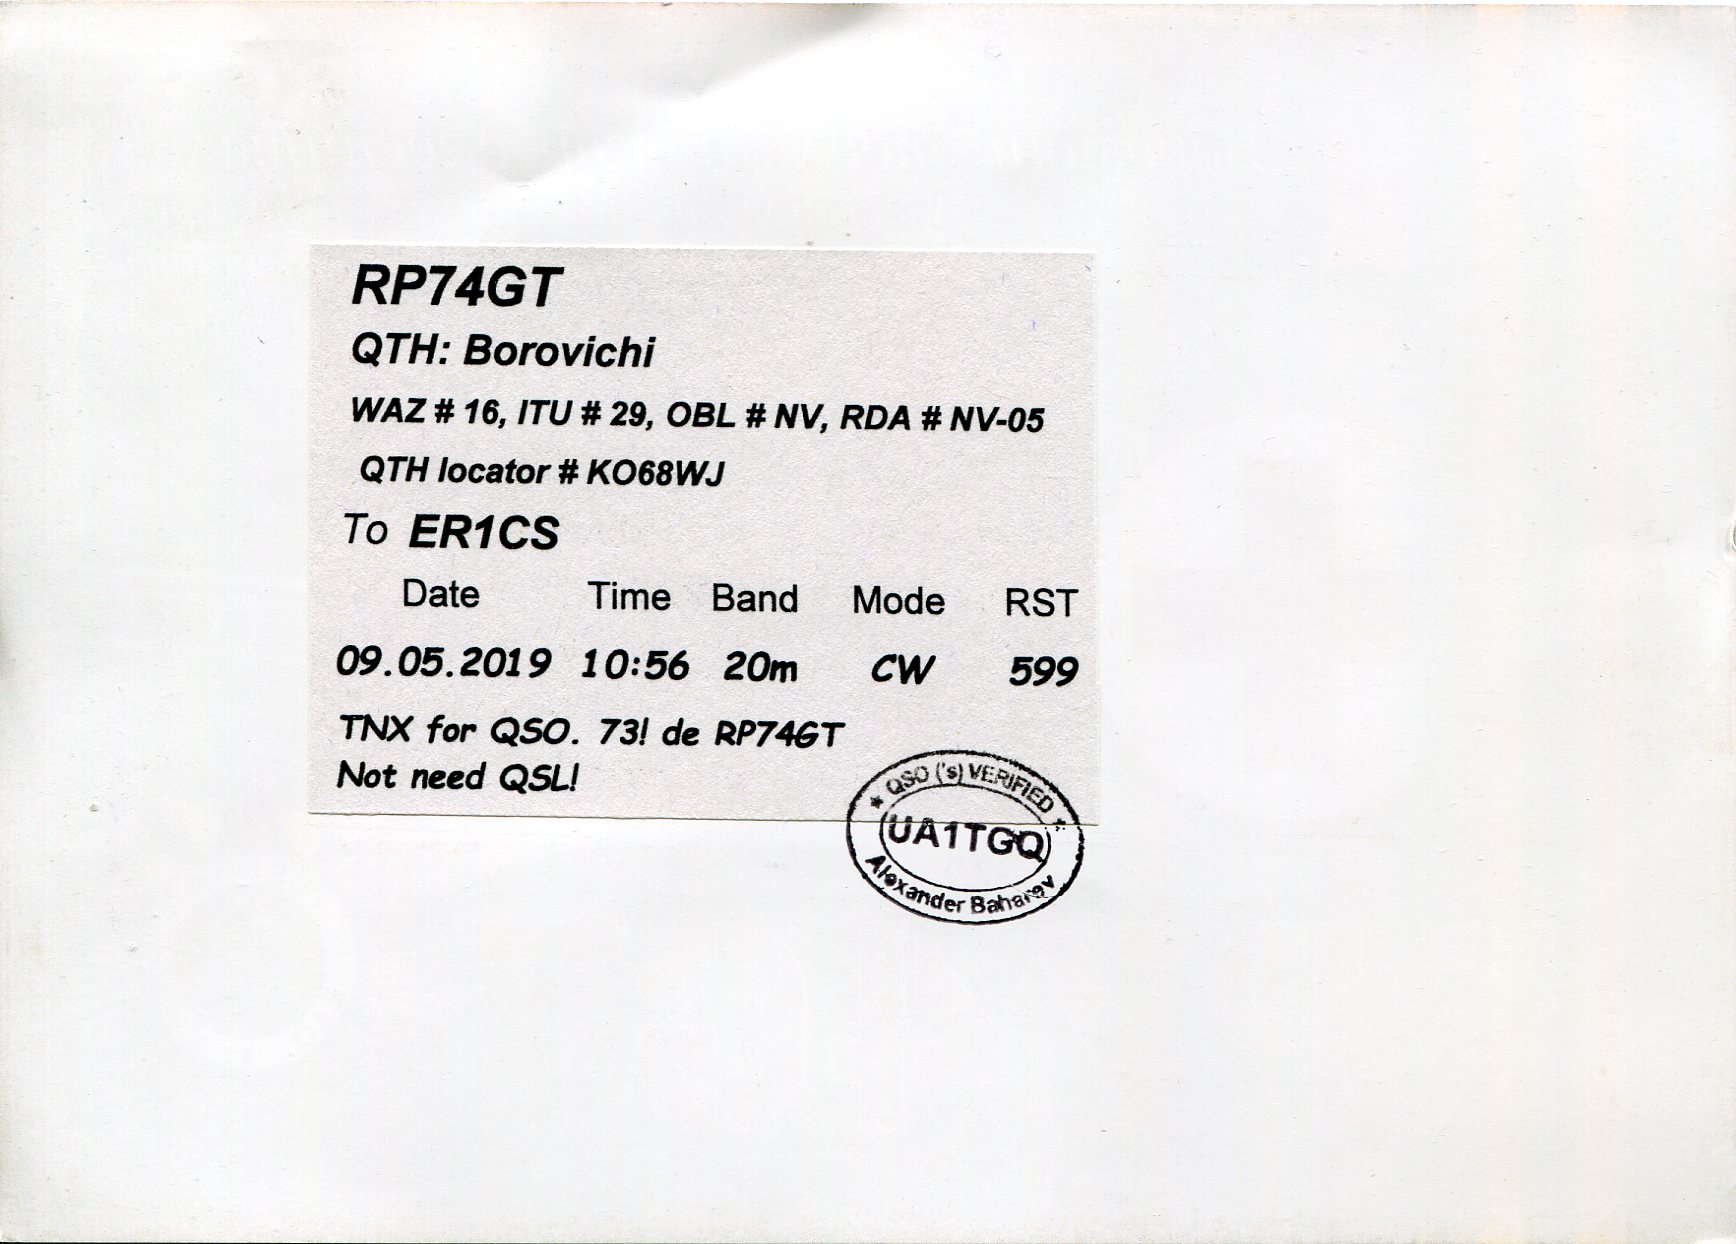 RP74GT
QTH: Borovichi
WAZ # 16, ITU # 29, OBL # NV, RDA # NV-05
QTH locator # KO68WJ
To ER1CS
Date Time Band Mode RST
09.05.2019 10:56 20m CW 599
TNX for QSO. 73! de RP74GT
Not need QSL!
★ QSO ('s) VERIFIED ★
UA1TGQ
Alexander Baharev